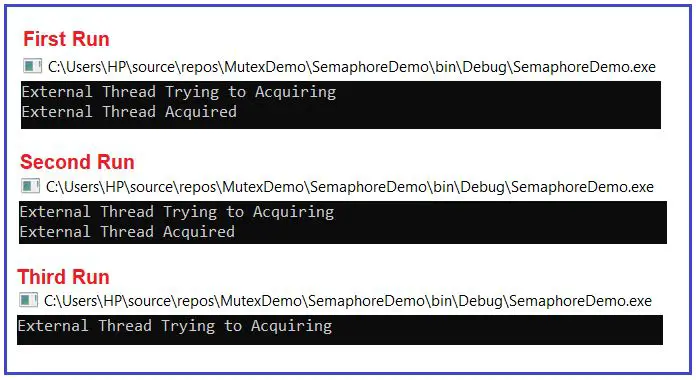 First Run
C:\Users\HP\source\repos\MutexDemo\SemaphoreDemo\bin\Debug\SemaphoreDemo.exe
External Thread Trying to Acquiring
External Thread Acquired
Second Run
C:\Users\HP\source\repos\MutexDemo\SemaphoreDemo\bin\Debug\SemaphoreDemo.exe
External Thread Trying to Acquiring
External Thread Acquired
Third Run
C:\Users\HP\source\repos\MutexDemo\SemaphoreDemo\bin\Debug\SemaphoreDemo.exe
External Thread Trying to Acquiring